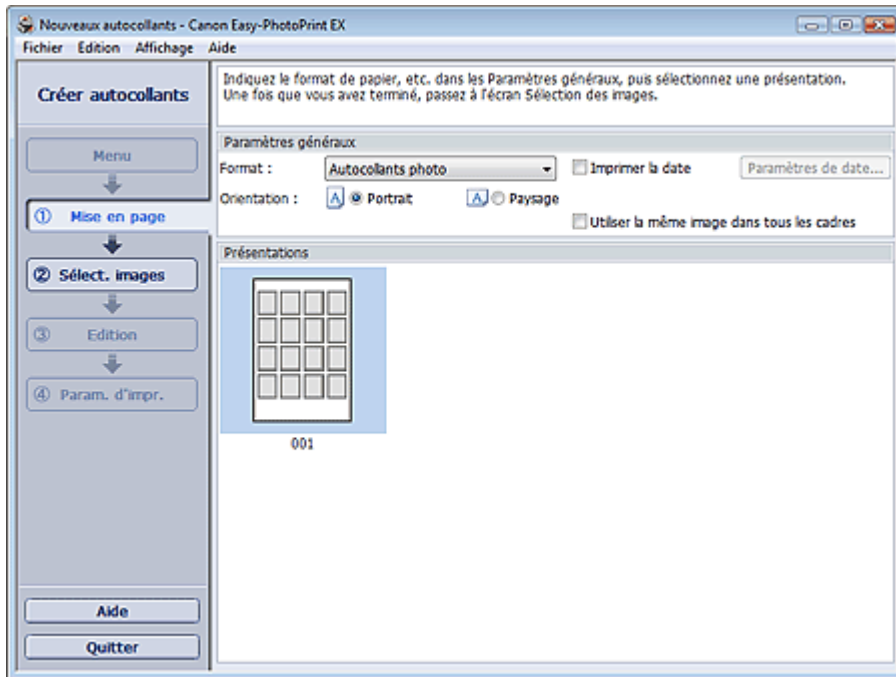 Nouveaux autocollants - Canon Easy-PhotoPrint EX
Fichier Edition Affichage Aide
Créer autocollants
Menu
① Mise en page
② Sélect. images
③ Edition
④ Param. d'impr.
Aide
Quitter
Indiquez le format de papier, etc. dans les Paramètres généraux, puis sélectionnez une présentation.
Une fois que vous avez terminé, passez à l'écran Sélection des images.
Paramètres généraux
Format : Autocollants photo Imprimer la date Paramètres de date...
Orientation : A Portrait A Paysage
Utiliser la même image dans tous les cadres
Présentations
001